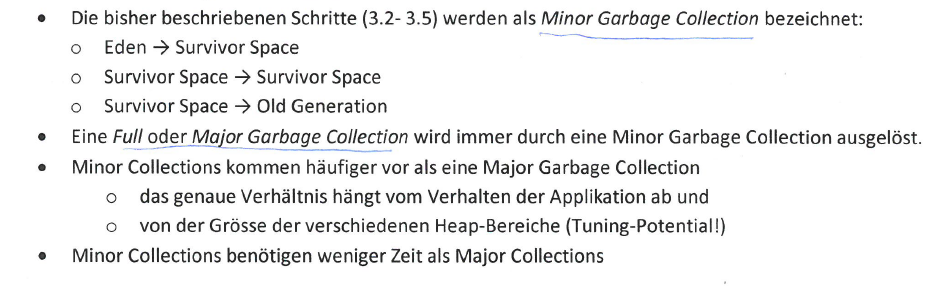 • Die bisher beschriebenen Schritte (3.2- 3.5) werden als Minor Garbage Collection bezeichnet:
o Eden → Survivor Space
o Survivor Space → Survivor Space
o Survivor Space → Old Generation
• Eine Full oder Major Garbage Collection wird immer durch eine Minor Garbage Collection ausgelöst.
• Minor Collections kommen häufiger vor als eine Major Garbage Collection
o das genaue Verhältnis hängt vom Verhalten der Applikation ab und
o von der Grösse der verschiedenen Heap-Bereiche (Tuning-Potential!)
• Minor Collections benötigen weniger Zeit als Major Collections